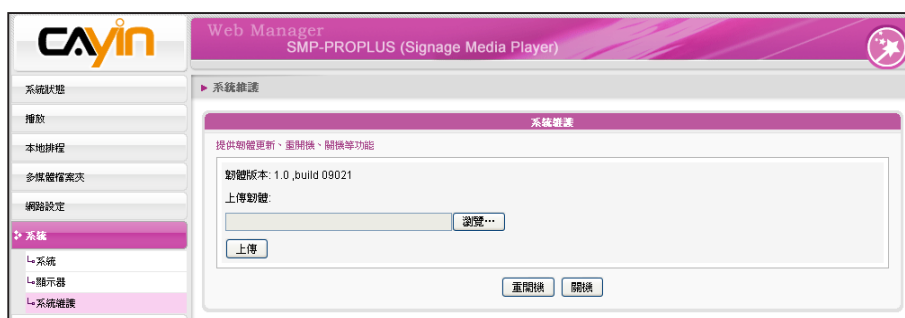 CAYIN
Web Manager
SMP-PROPLUS (Signage Media Player)
系統狀態
播放
本地排程
多媒體檔案夾
網路設定
系統
系統
顯示器
系統維護
系統維護
系統維護
提供韌體更新、重開機、關機等功能
韌體版本: 1.0 ,build 09021
上傳韌體:
瀏覽…
上傳
重開機
關機